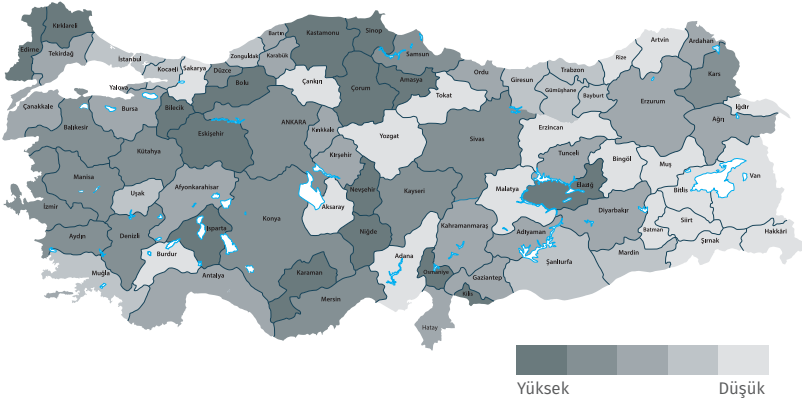 Kırklareli
Edirne
Tekirdağ
İstanbul
Kocaeli
Sakarya
Yalova
Düzce
Zonguldak
Bartın
Karabük
Kastamonu
Sinop
Samsun
Bolu
Çankırı
Çorum
Amasya
Tokat
Ordu
Giresun
Trabzon
Gümüşhane
Bayburt
Rize
Artvin
Ardahan
Kars
Iğdır
Ağrı
Erzurum
Erzincan
Çanakkale
Balıkesir
Bursa
Bilecik
Eskişehir
ANKARA
Kırıkkale
Kırşehir
Yozgat
Sivas
Tunceli
Bingöl
Muş
Bitlis
Van
Kütahya
Manisa
Uşak
Afyonkarahisar
İzmir
Aydın
Denizli
Isparta
Burdur
Muğla
Antalya
Konya
Aksaray
Nevşehir
Niğde
Kayseri
Malatya
Elazığ
Diyarbakır
Batman
Siirt
Şırnak
Hakkâri
Mardin
Şanlıurfa
Adıyaman
Kahramanmaraş
Gaziantep
Kilis
Osmaniye
Adana
Hatay
Mersin
Karaman
Yüksek
Düşük